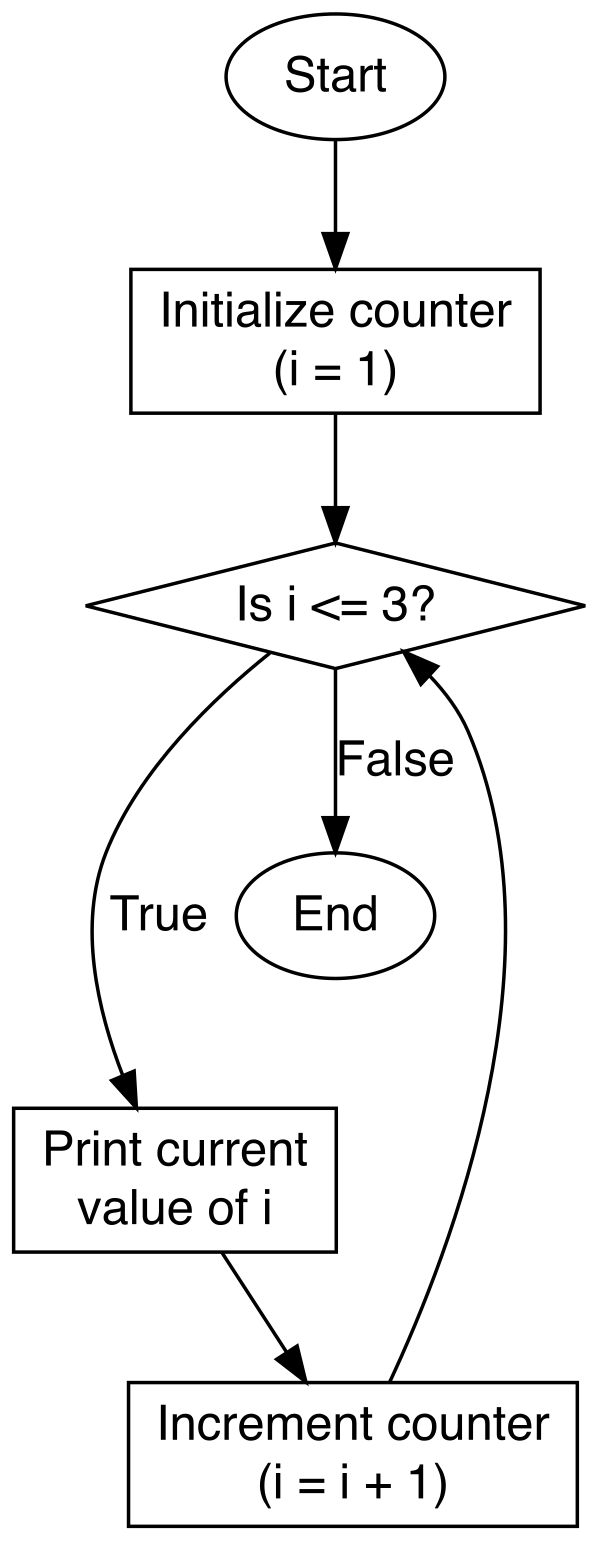 Start
Initialize counter
(i = 1)
Is i <= 3?
False
True
End
Print current
value of i
Increment counter
(i = i + 1)